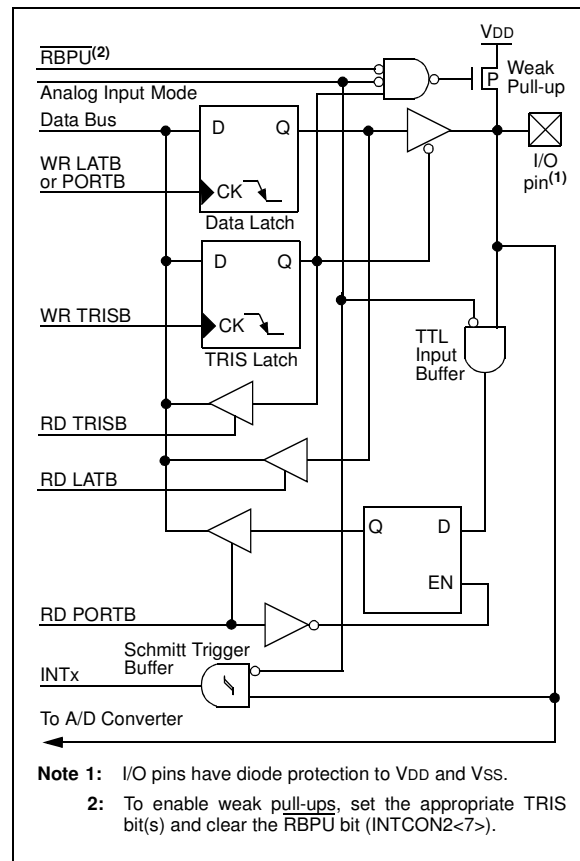 RBPU(2)
Analog Input Mode
Data Bus
WR LATB
or PORTB
D Q
CK
Data Latch
VDD
P
Weak
Pull-up
I/O
pin(1)
WR TRISB
D Q
CK
TRIS Latch
TTL
Input
Buffer
RD TRISB
RD LATB
Q D
EN
RD PORTB
Schmitt Trigger
Buffer
INTx
To A/D Converter
Note 1: I/O pins have diode protection to VDD and VSS.
2: To enable weak pull-ups, set the appropriate TRIS
bit(s) and clear the RBPU bit (INTCON2<7>).